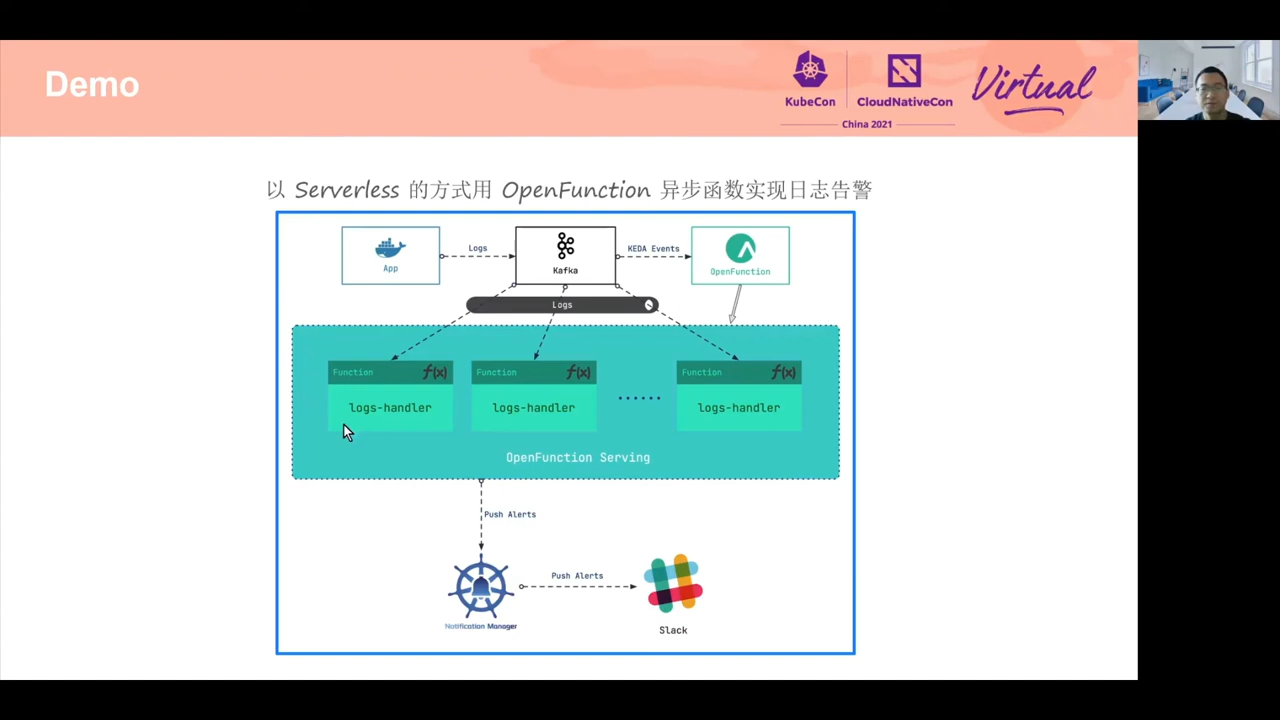 Demo
KubeCon
CloudNativeCon
Virtual
China 2021
以 Serverless 的方式用 OpenFunction 异步函数实现日志告警
App
Logs
Kafka
KEDA Events
OpenFunction
Logs
Function f(x)
logs-handler
Function f(x)
logs-handler
......
Function f(x)
logs-handler
OpenFunction Serving
Push Alerts
Notification Manager
Push Alerts
Slack